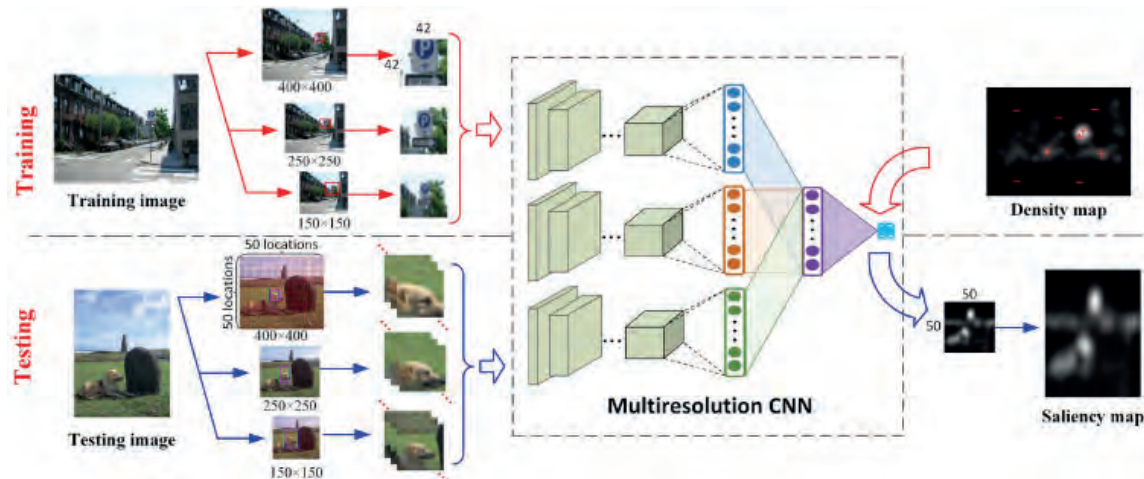 Training
Training image
400×400
250×250
150×150
42
42
P
Density map
Testing
Testing image
50 locations
50 locations
400×400
250×250
150×150
Multiresolution CNN
50
50
Saliency map